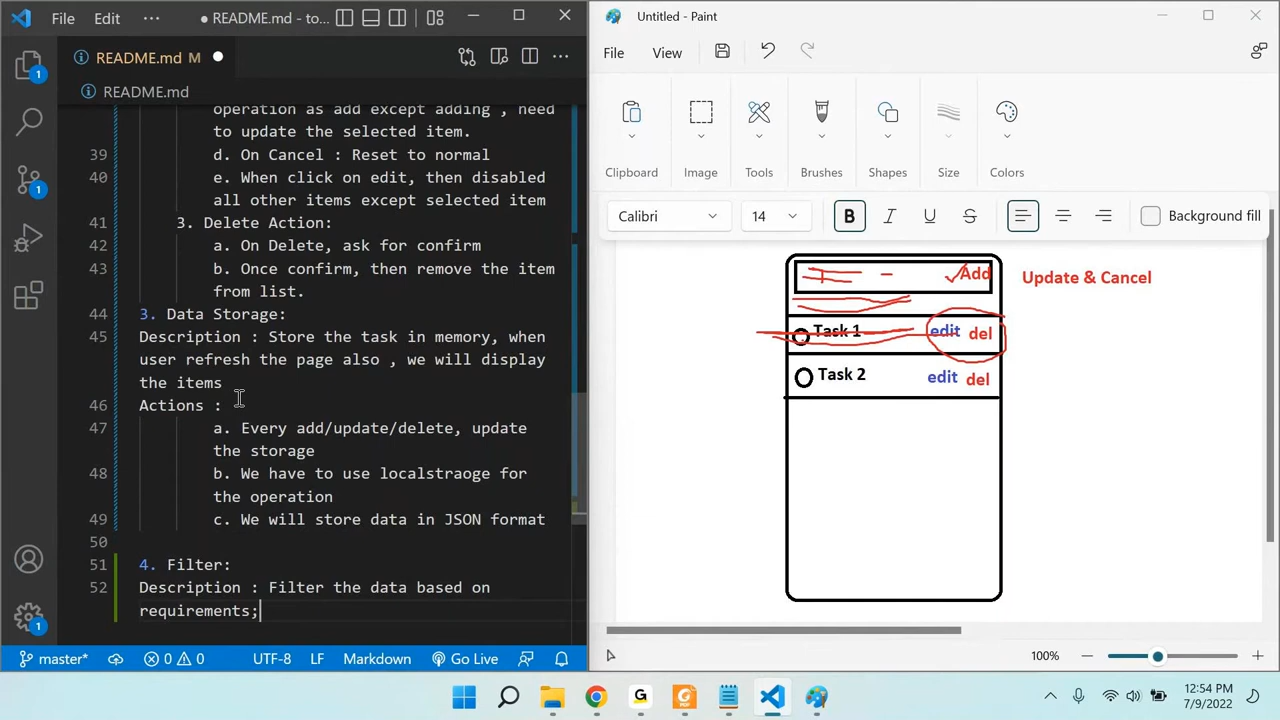 File Edit ··· README.md - to...
README.md M
README.md
operation as add except adding , need
to update the selected item.
39 d. On Cancel : Reset to normal
40 e. When click on edit, then disabled
all other items except selected item
41 3. Delete Action:
42 a. On Delete, ask for confirm
43 b. Once confirm, then remove the item
from list.
44 3. Data Storage:
45 Description : Store the task in memory, when
user refresh the page also , we will display
the items
46 Actions :
47 a. Every add/update/delete, update
the storage
48 b. We have to use localstraoge for
the operation
49 c. We will store data in JSON format
50
51 4. Filter:
52 Description : Filter the data based on
requirements;
1
1
1
master* 0 0 UTF-8 LF Markdown Go Live
Untitled - Paint
File View
Clipboard Image Tools Brushes Shapes Size Colors
Calibri 14 B I U S Background fill
Add Update & Cancel
Task 1 edit del
Task 2 edit del
100%
G PDF
12:54 PM
7/9/2022